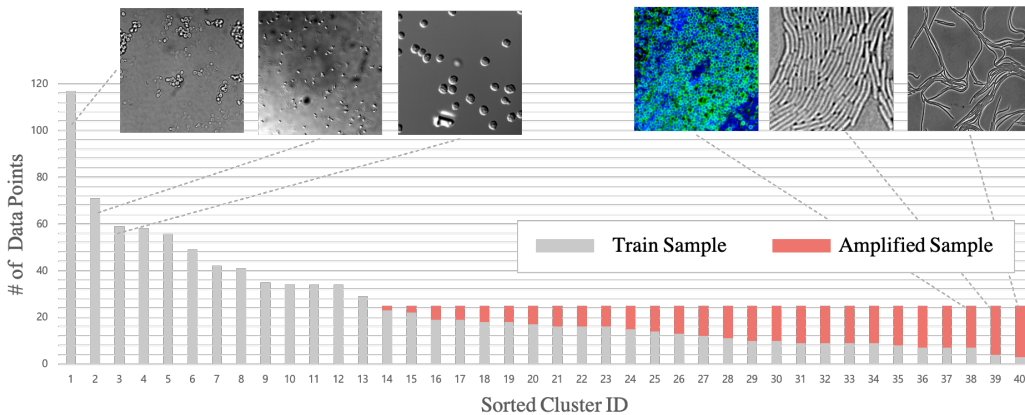 120
100
80
60
40
20
0
# of Data Points
Train Sample
Amplified Sample
1 2 3 4 5 6 7 8 9 10 11 12 13 14 15 16 17 18 19 20 21 22 23 24 25 26 27 28 29 30 31 32 33 34 35 36 37 38 39 40
Sorted Cluster ID